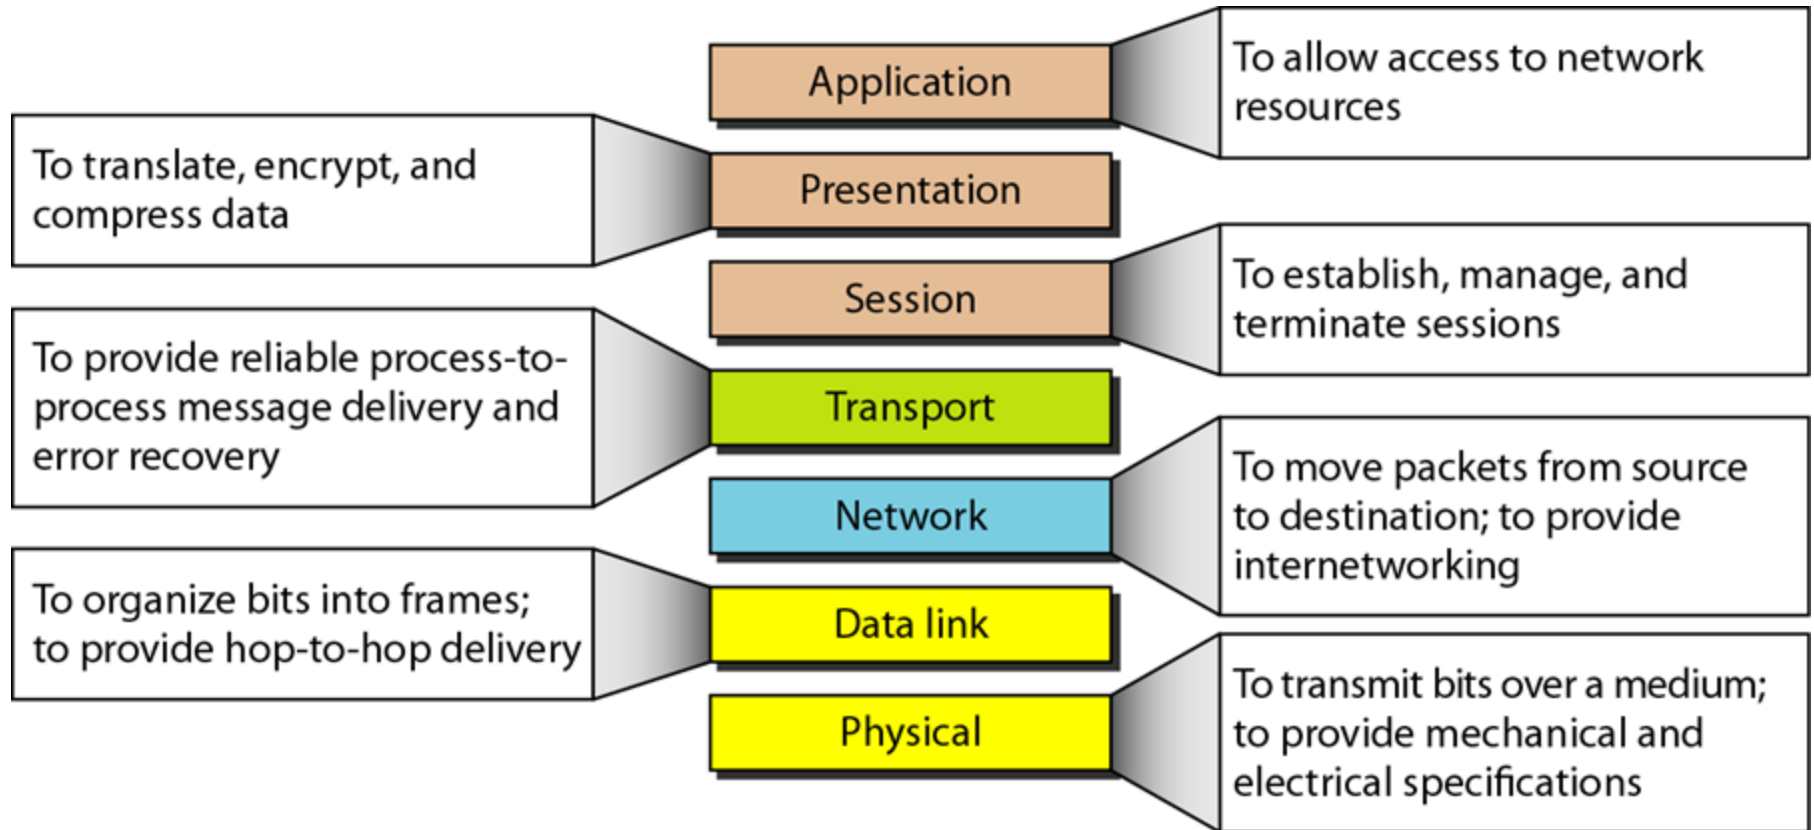 Application
To allow access to network
resources
To translate, encrypt, and
compress data
Presentation
Session
To establish, manage, and
terminate sessions
To provide reliable process-to-
process message delivery and
error recovery
Transport
Network
To move packets from source
to destination; to provide
internetworking
To organize bits into frames;
to provide hop-to-hop delivery
Data link
Physical
To transmit bits over a medium;
to provide mechanical and
electrical specifications